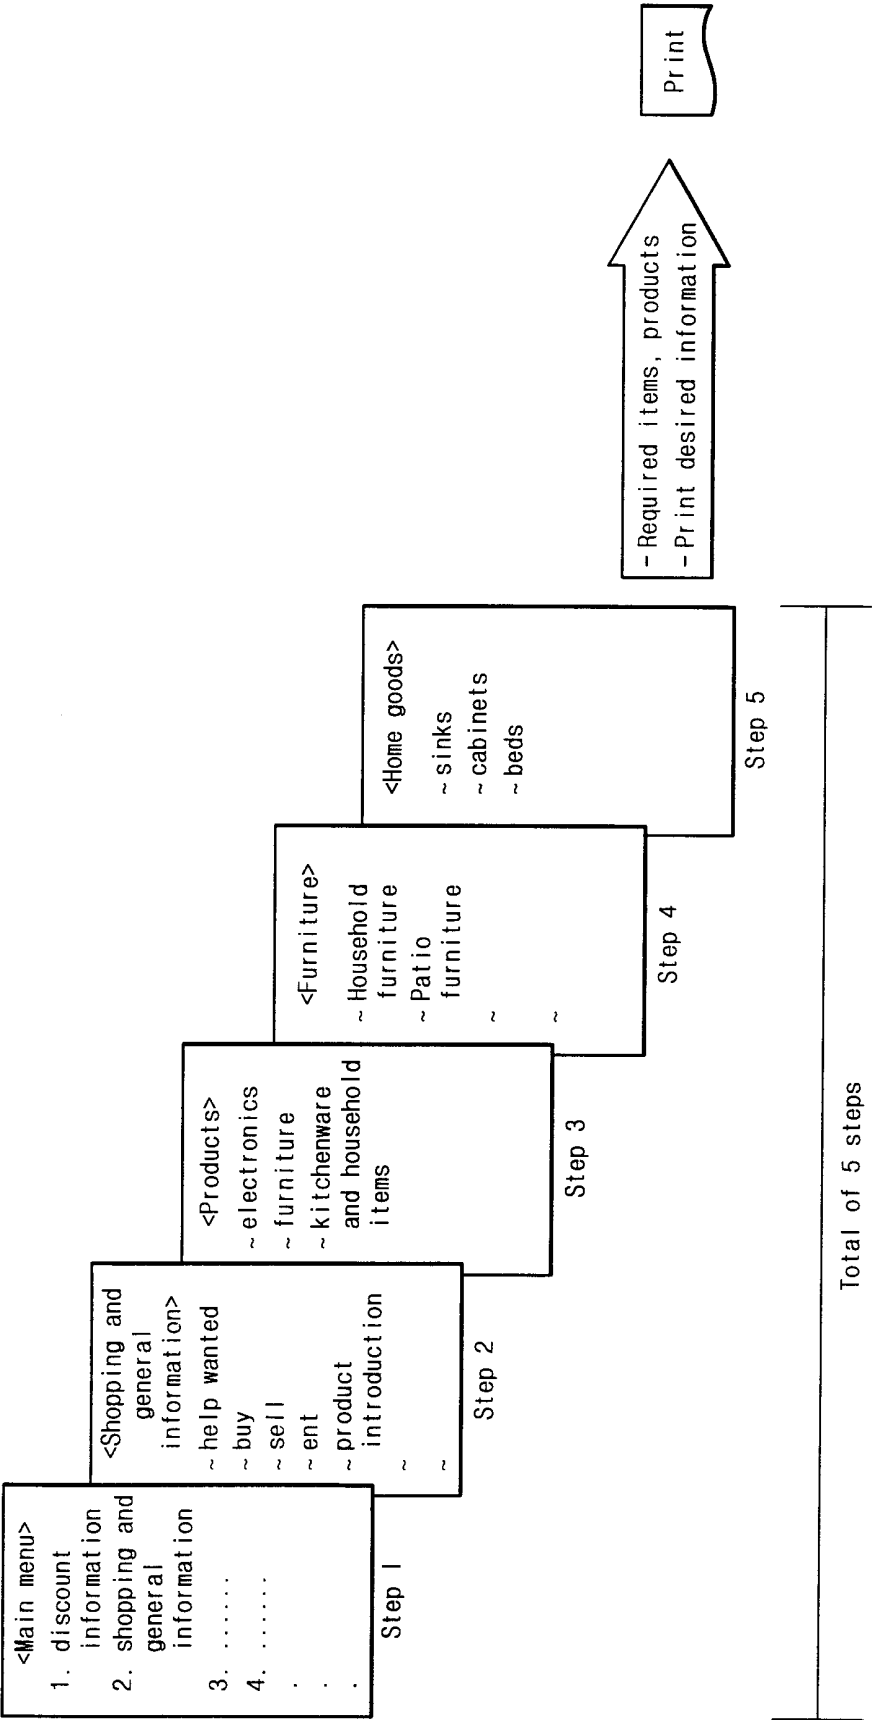 <Main menu>
1. discount
information
2. shopping and
general
information
3. ......
4. ......
.
.
.
Step 1
<Shopping and
general
information>
~ help wanted
~ buy
~ sell
~ ent
~ product
introduction
~
~
Step 2
<Products>
~ electronics
~ furniture
~ kitchenware
and household
items
Step 3
<Furniture>
~ Household
furniture
~ Patio
furniture
~
~
Step 4
<Home goods>
~ sinks
~ cabinets
~ beds
Step 5
- Required items, products
- Print desired information
Print
Total of 5 steps